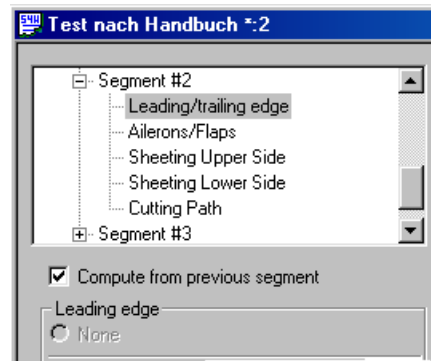 Test nach Handbuch *:2
Segment #2
Leading/trailing edge
Ailerons/Flaps
Sheeting Upper Side
Sheeting Lower Side
Cutting Path
Segment #3
Compute from previous segment
Leading edge
None